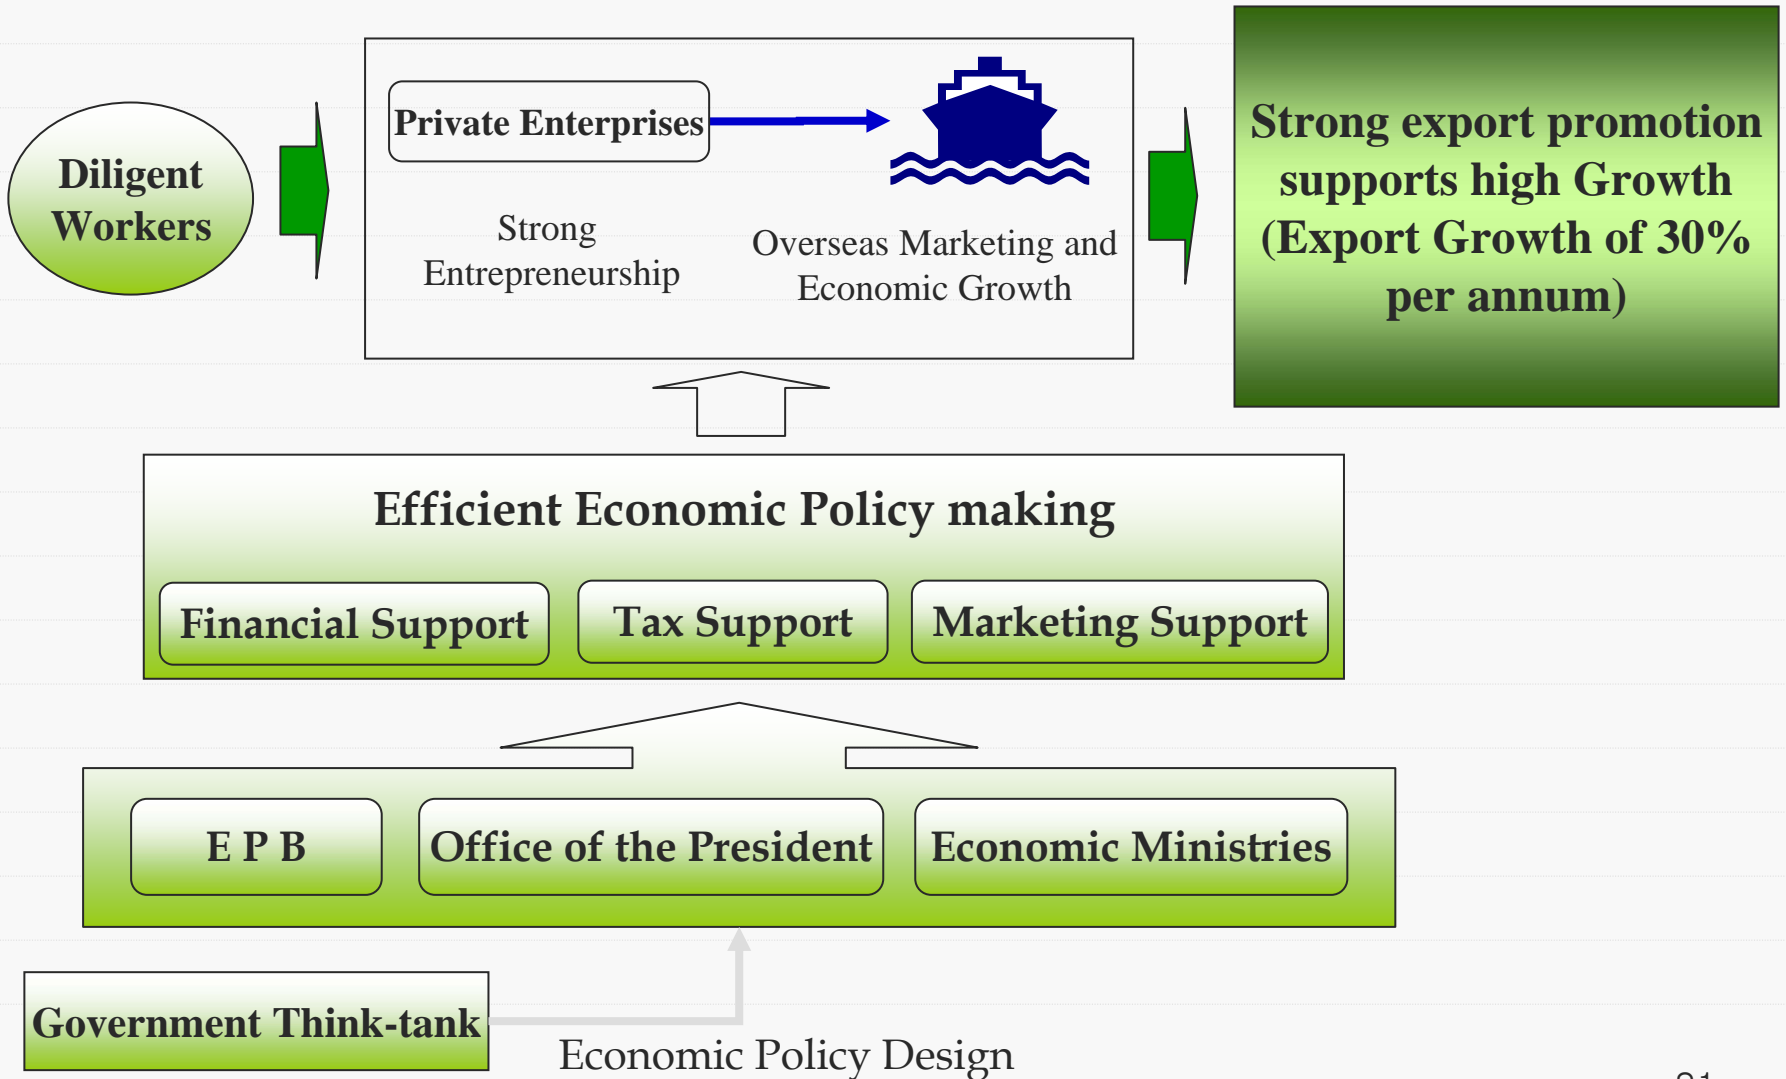 Diligent
Workers
Private Enterprises
Strong
Entrepreneurship
Overseas Marketing and
Economic Growth
Strong export promotion
supports high Growth
(Export Growth of 30%
per annum)
Efficient Economic Policy making
Financial Support
Tax Support
Marketing Support
E P B
Office of the President
Economic Ministries
Government Think-tank
Economic Policy Design